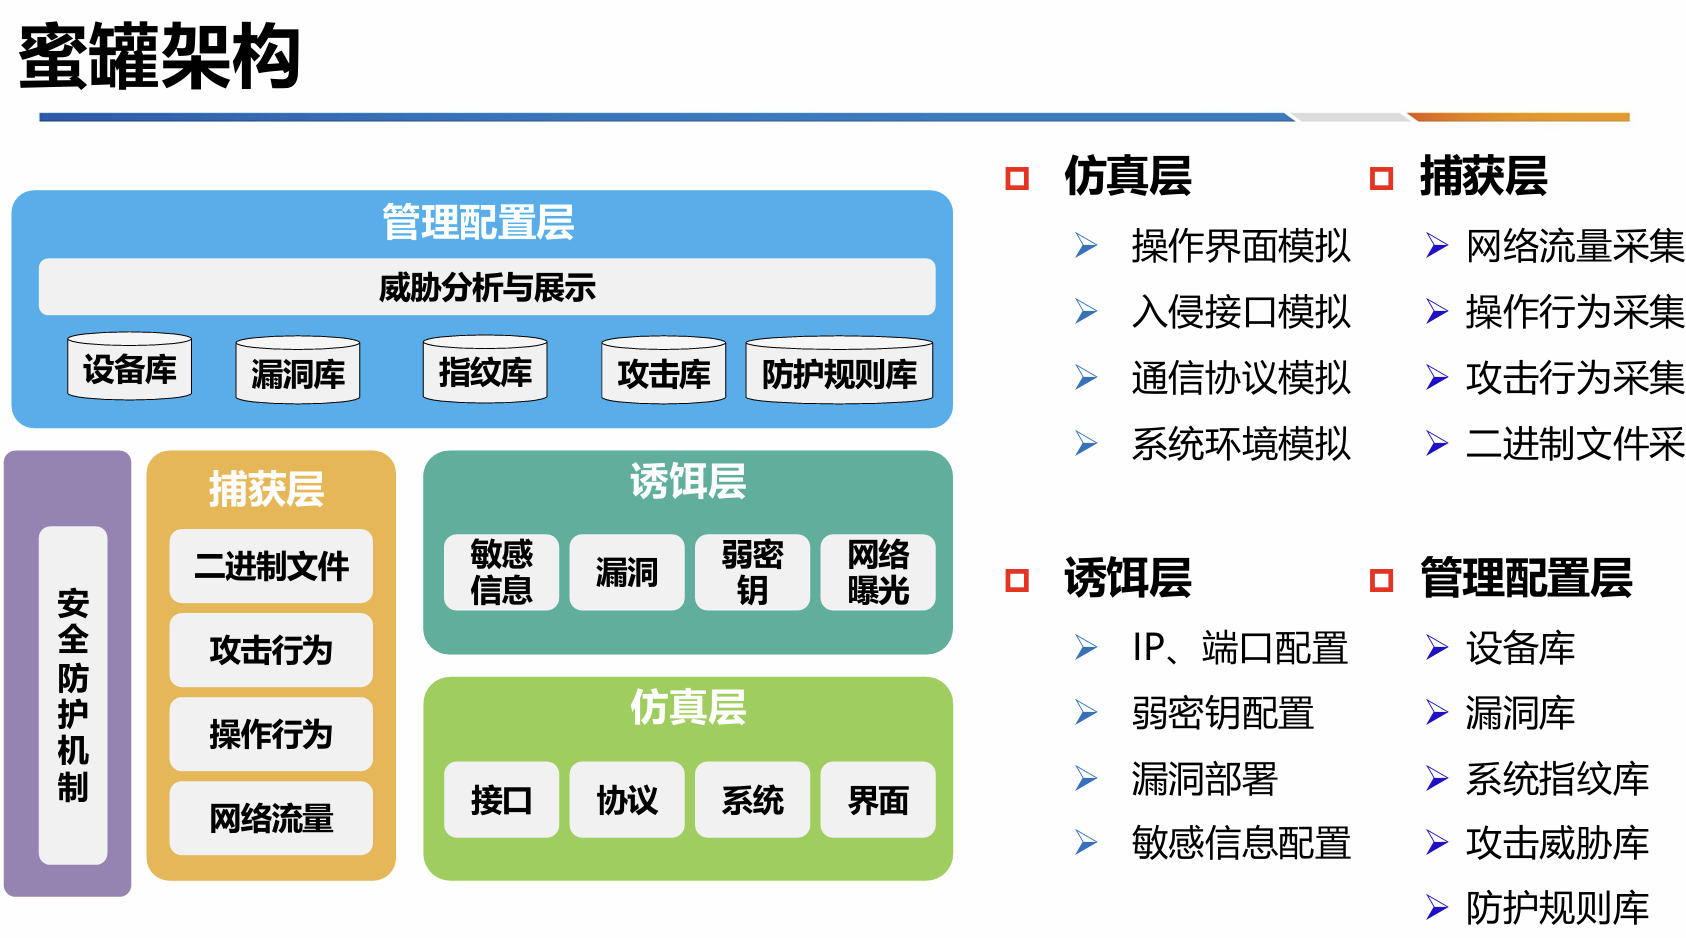 蜜罐架构
管理配置层
威胁分析与展示
设备库
漏洞库
指纹库
攻击库
防护规则库
安
全
防
护
机
制
捕获层
二进制文件
攻击行为
操作行为
网络流量
诱饵层
敏感
信息
漏洞
弱密
钥
网络
曝光
仿真层
接口
协议
系统
界面
仿真层
操作界面模拟
入侵接口模拟
通信协议模拟
系统环境模拟
捕获层
网络流量采集
操作行为采集
攻击行为采集
二进制文件采
诱饵层
IP、端口配置
弱密钥配置
漏洞部署
敏感信息配置
管理配置层
设备库
漏洞库
系统指纹库
攻击威胁库
防护规则库